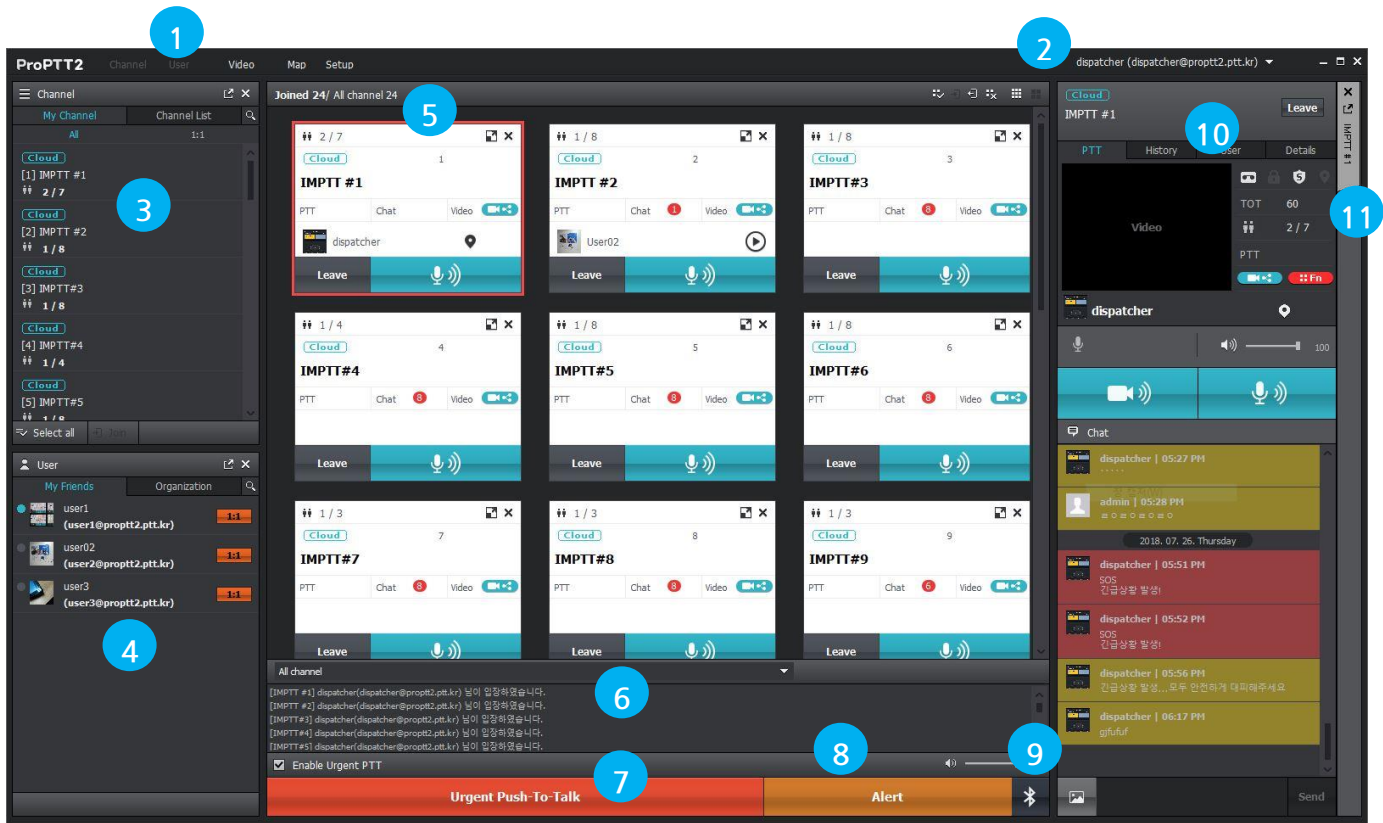 1
2
ProPTT2 Channel User Video Map Setup dispatcher (dispatcher@proptt2.ptt.kr)
Channel
My Channel Channel List
All 1:1
Cloud
[1] IMPTT #1
2 / 7
Cloud
[2] IMPTT #2
1 / 8
Cloud
[3] IMPTT#3
1 / 8
Cloud
[4] IMPTT#4
1 / 4
Cloud
[5] IMPTT#5
1 / 8
3
Select all Join
User
My Friends Organization
user1
(user1@proptt2.ptt.kr) 1:1
user02
(user2@proptt2.ptt.kr) 1:1
user3
(user3@proptt2.ptt.kr) 1:1
4
Joined 24/ All channel 24
5
2 / 7
Cloud 1
IMPTT #1
PTT Chat Video
dispatcher
Leave
1 / 8
Cloud 2
IMPTT #2
PTT Chat 1 Video
User02
Leave
1 / 8
Cloud 3
IMPTT#3
PTT Chat 8 Video
Leave
1 / 4
Cloud 4
IMPTT#4
PTT Chat 8 Video
Leave
1 / 8
Cloud 5
IMPTT#5
PTT Chat 8 Video
Leave
1 / 8
Cloud 6
IMPTT#6
PTT Chat 8 Video
Leave
1 / 3
Cloud 7
IMPTT#7
PTT Chat 8 Video
Leave
1 / 3
Cloud 8
IMPTT#8
PTT Chat 8 Video
Leave
1 / 3
Cloud 9
IMPTT#9
PTT Chat 6 Video
Leave
All channel
6
[IMPTT #1] dispatcher(dispatcher@proptt2.ptt.kr) 님이 입장하였습니다.
[IMPTT #2] dispatcher(dispatcher@proptt2.ptt.kr) 님이 입장하였습니다.
[IMPTT#3] dispatcher(dispatcher@proptt2.ptt.kr) 님이 입장하였습니다.
[IMPTT#4] dispatcher(dispatcher@proptt2.ptt.kr) 님이 입장하였습니다.
[IMPTT#5] dispatcher(dispatcher@proptt2.ptt.kr) 님이 입장하였습니다.
Enable Urgent PTT
7
8
9
Urgent Push-To-Talk Alert
Cloud
IMPTT #1 Leave
10
PTT History User Details
Video
TOT 60
2 / 7
PTT
Fn
dispatcher
100
IMPTT #1
11
Chat
dispatcher | 05:27 PM
.....
admin | 05:28 PM
ㅁㅇㅁㅇㅁㅇㅁㅇ
2018. 07. 26. Thursday
dispatcher | 05:51 PM
SOS
긴급상황 발생!
dispatcher | 05:52 PM
SOS
긴급상황 발생!
dispatcher | 05:56 PM
긴급상황 발생...모두 안전하게 대피해주세요
dispatcher | 06:17 PM
gjfufuf
Send